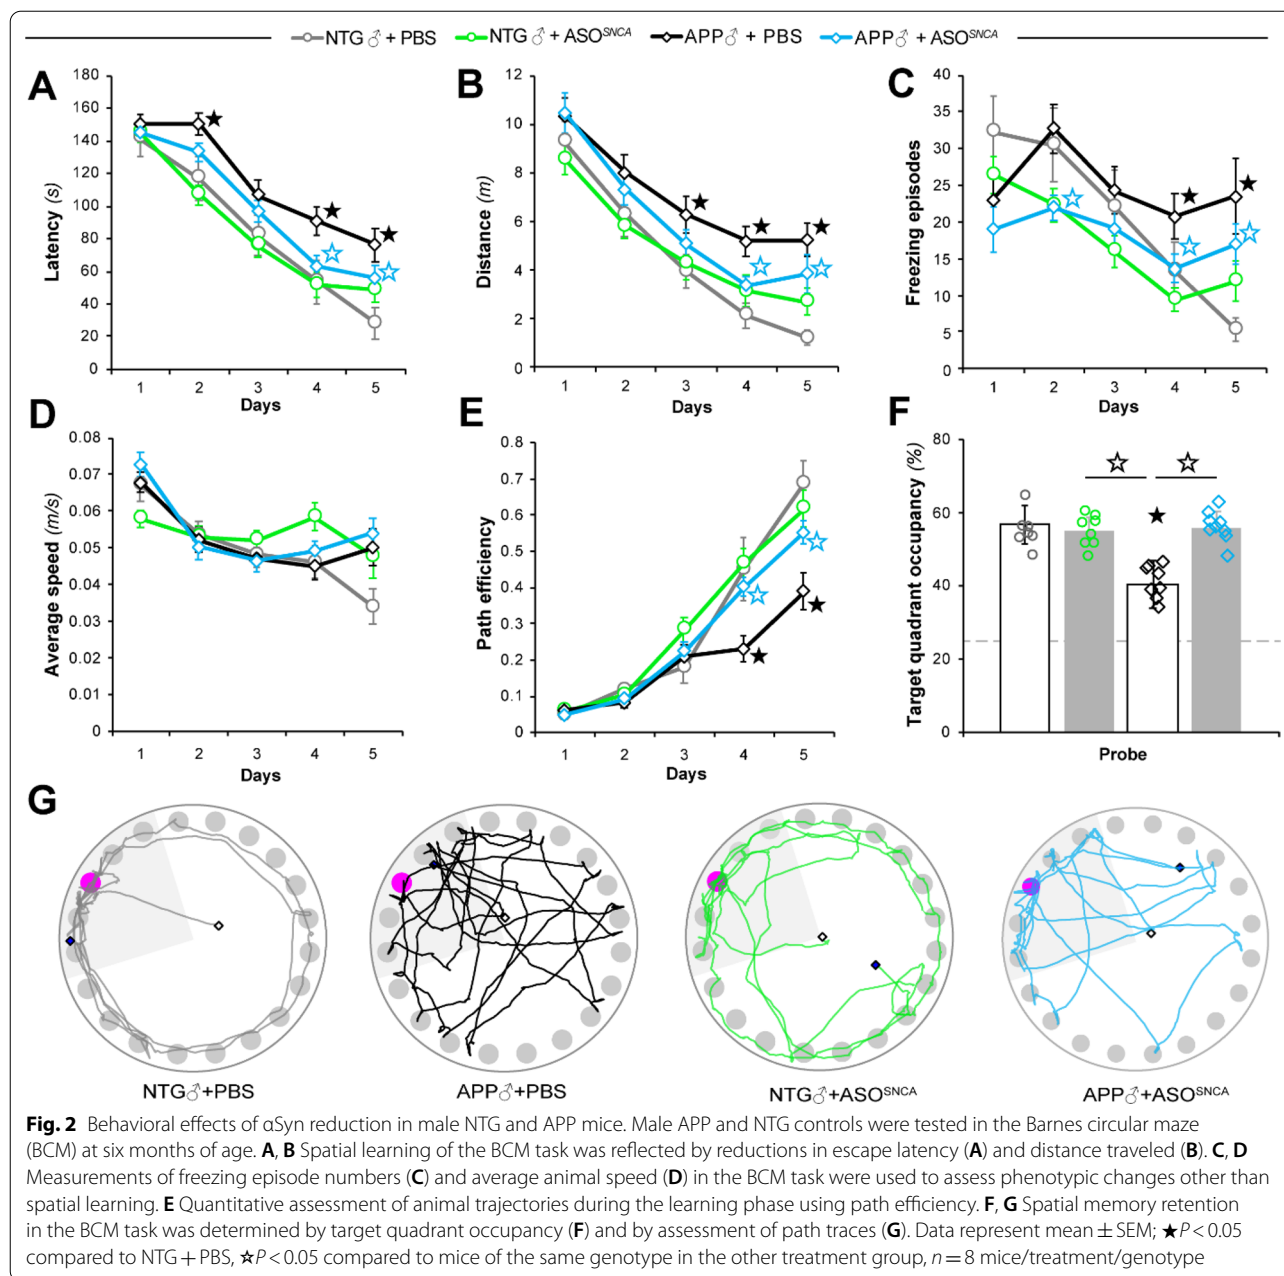 NTG♂ + PBS NTG♂ + ASO^SNCA APP♂ + PBS APP♂ + ASO^SNCA
A
180
160
140
120
100
80
60
40
20
0
Latency (s)
1 2 3 4 5
Days
B
12
10
8
6
4
2
0
Distance (m)
1 2 3 4 5
Days
C
40
35
30
25
20
15
10
5
0
Freezing episodes
1 2 3 4 5
Days
D
0.08
0.07
0.06
0.05
0.04
0.03
0.02
0.01
0
Average speed (m/s)
1 2 3 4 5
Days
E
0.8
0.7
0.6
0.5
0.4
0.3
0.2
0.1
0
Path efficiency
1 2 3 4 5
Days
F
80
60
40
20
0
Target quadrant occupancy (%)
Probe
G
NTG♂+PBS APP♂+PBS NTG♂+ASO^SNCA APP♂+ASO^SNCA
Fig. 2 Behavioral effects of αSyn reduction in male NTG and APP mice. Male APP and NTG controls were tested in the Barnes circular maze
(BCM) at six months of age. A, B Spatial learning of the BCM task was reflected by reductions in escape latency (A) and distance traveled (B). C, D
Measurements of freezing episode numbers (C) and average animal speed (D) in the BCM task were used to assess phenotypic changes other than
spatial learning. E Quantitative assessment of animal trajectories during the learning phase using path efficiency. F, G Spatial memory retention
in the BCM task was determined by target quadrant occupancy (F) and by assessment of path traces (G). Data represent mean ± SEM; ★P < 0.05
compared to NTG + PBS, ☆P < 0.05 compared to mice of the same genotype in the other treatment group, n = 8 mice/treatment/genotype